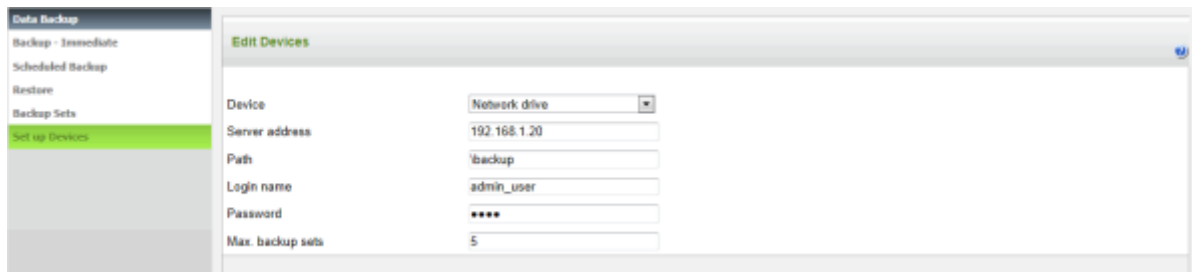 Data Backup
Backup - Immediate
Scheduled Backup
Restore
Backup Sets
Set up Devices
Edit Devices
Device Network drive
Server address 192.168.1.20
Path \backup
Login name admin_user
Password ••••
Max. backup sets 5